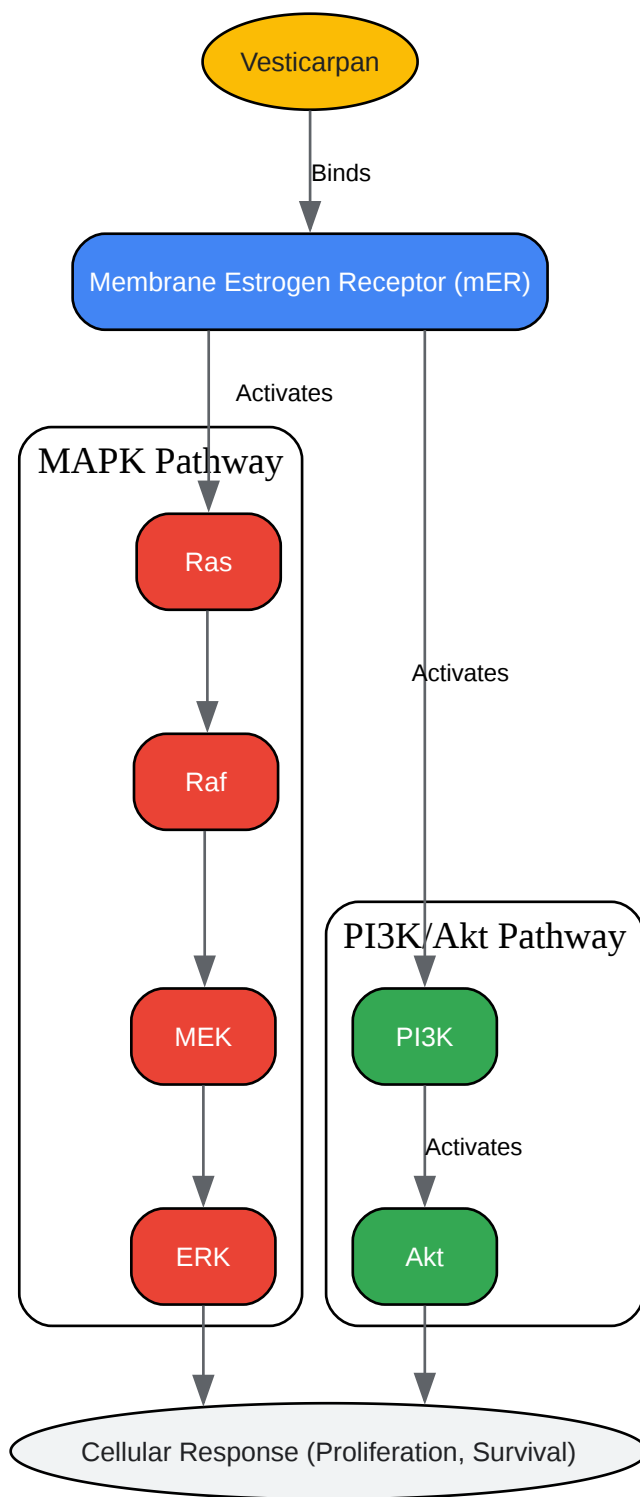 Vesticarpan
Binds
Membrane Estrogen Receptor (mER)
Activates
MAPK Pathway
Ras
Activates
Raf
PI3K/Akt Pathway
MEK
PI3K
Activates
ERK
Akt
Cellular Response (Proliferation, Survival)